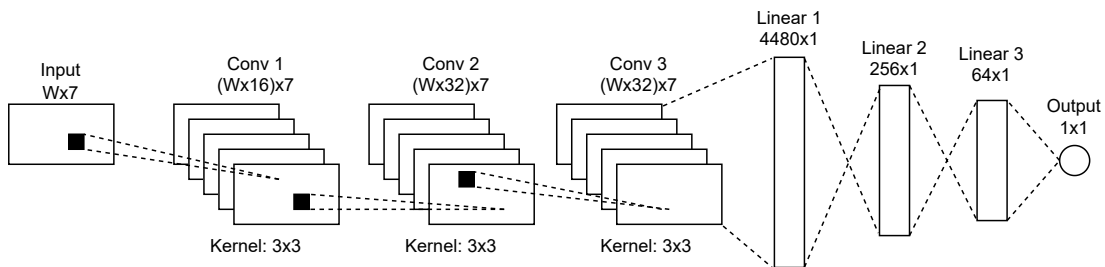 Input
Wx7
Conv 1
(Wx16)x7
Kernel: 3x3
Conv 2
(Wx32)x7
Kernel: 3x3
Conv 3
(Wx32)x7
Kernel: 3x3
Linear 1
4480x1
Linear 2
256x1
Linear 3
64x1
Output
1x1